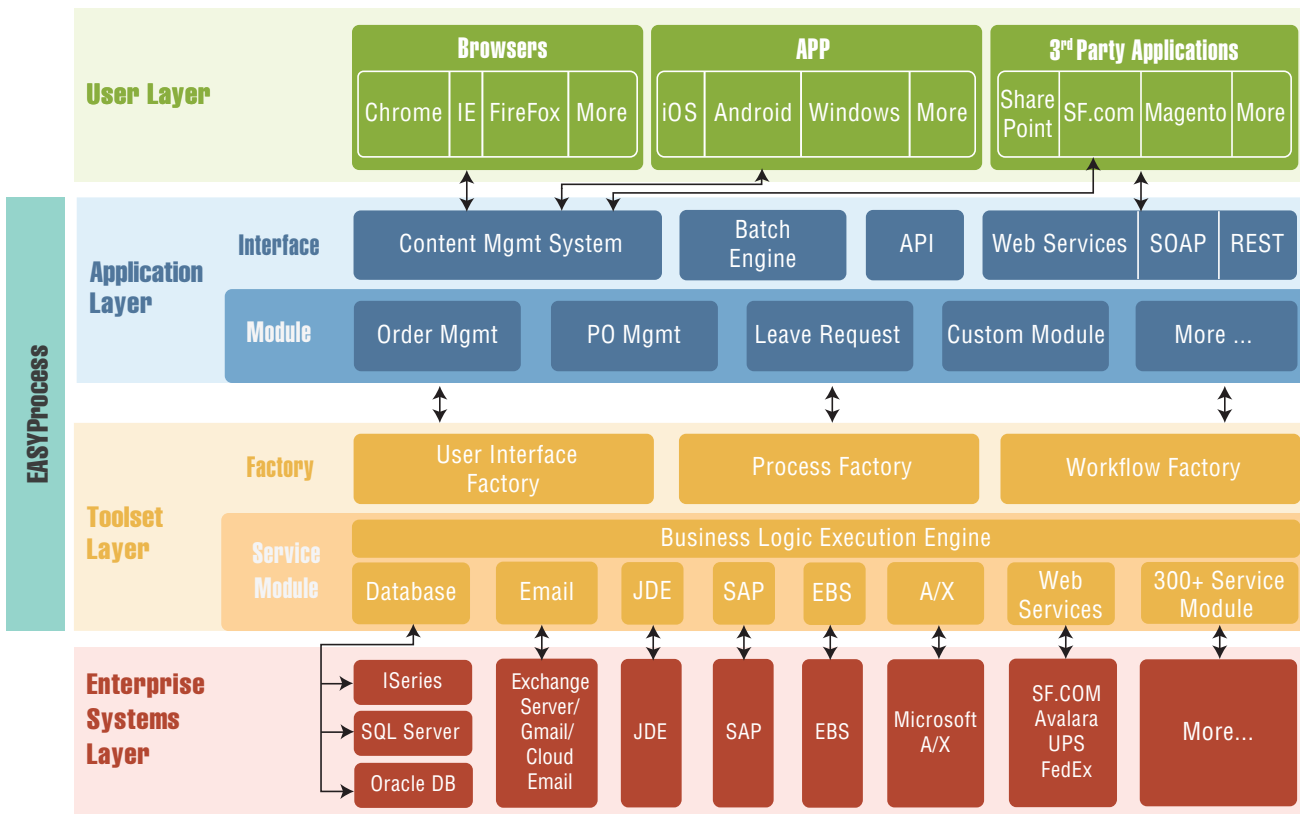 User Layer
Browsers
Chrome
IE
FireFox
More
APP
iOS
Android
Windows
More
3rd Party Applications
Share
Point
SF.com
Magento
More
EASYProcess
Application
Layer
Interface
Content Mgmt System
Batch
Engine
API
Web Services
SOAP
REST
Module
Order Mgmt
PO Mgmt
Leave Request
Custom Module
More ...
Toolset
Layer
Factory
User Interface
Factory
Process Factory
Workflow Factory
Service
Module
Business Logic Execution Engine
Database
Email
JDE
SAP
EBS
A/X
Web
Services
300+ Service
Module
Enterprise
Systems
Layer
ISeries
SQL Server
Oracle DB
Exchange
Server/
Gmail/
Cloud
Email
JDE
SAP
EBS
Microsoft
A/X
SF.COM
Avalara
UPS
FedEx
More...